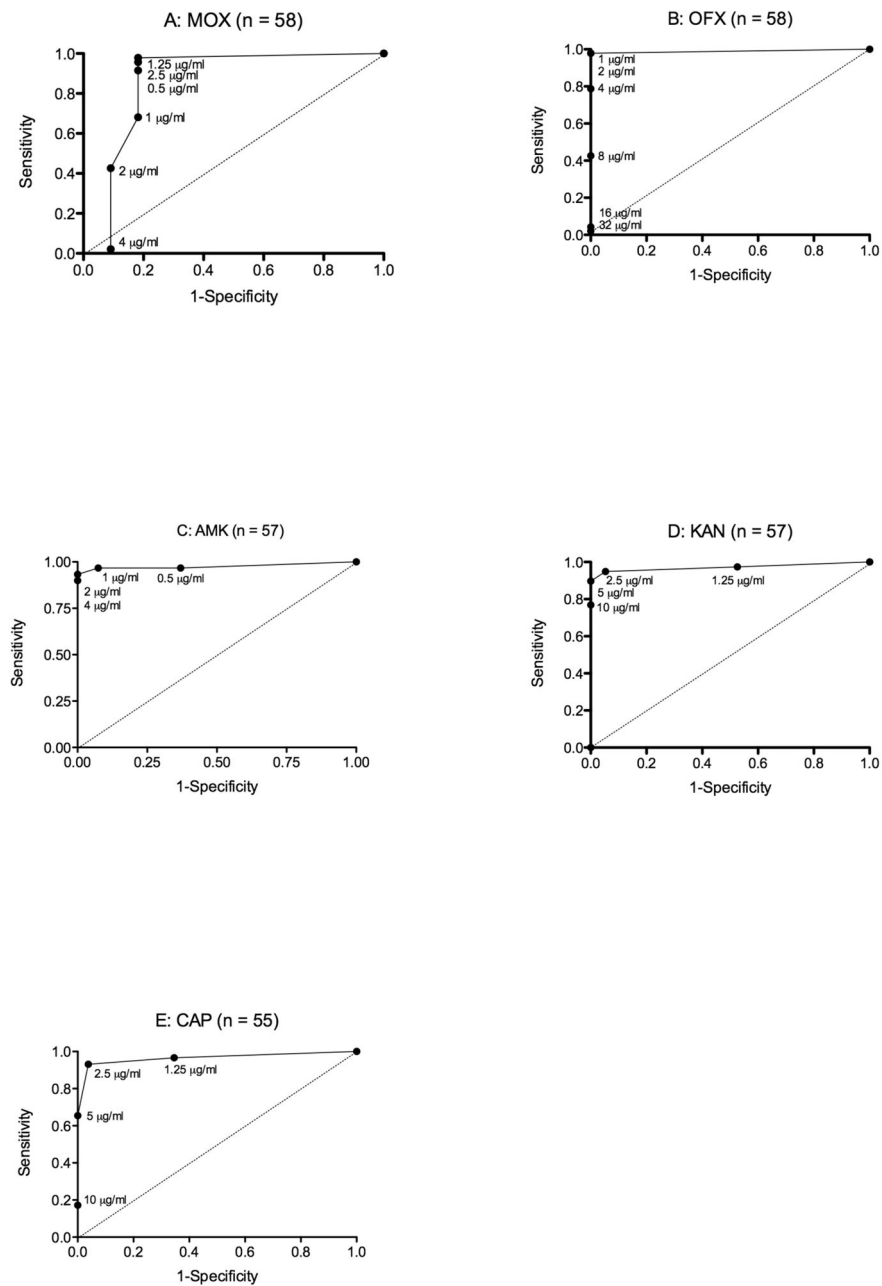 A: MOX (n = 58)
1.0
0.8
0.6
0.4
0.2
0.0
Sensitivity
1.25 µg/ml
2.5 µg/ml
0.5 µg/ml
1 µg/ml
2 µg/ml
4 µg/ml
0.0 0.2 0.4 0.6 0.8 1.0
1-Specificity
B: OFX (n = 58)
1.0
0.8
0.6
0.4
0.2
0.0
Sensitivity
1 µg/ml
2 µg/ml
4 µg/ml
8 µg/ml
16 µg/ml
32 µg/ml
0.0 0.2 0.4 0.6 0.8 1.0
1-Specificity
C: AMK (n = 57)
1.00
0.75
0.50
0.25
0.00
Sensitivity
1 µg/ml 0.5 µg/ml
2 µg/ml
4 µg/ml
0.00 0.25 0.50 0.75 1.00
1-Specificity
D: KAN (n = 57)
1.0
0.8
0.6
0.4
0.2
0.0
Sensitivity
2.5 µg/ml 1.25 µg/ml
5 µg/ml
10 µg/ml
0.0 0.2 0.4 0.6 0.8 1.0
1-Specificity
E: CAP (n = 55)
1.0
0.8
0.6
0.4
0.2
0.0
Sensitivity
2.5 µg/ml 1.25 µg/ml
5 µg/ml
10 µg/ml
0.0 0.2 0.4 0.6 0.8 1.0
1-Specificity